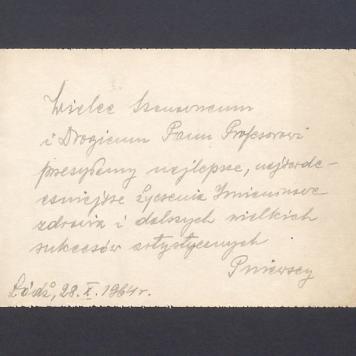 Wielce Szanownemu
i Drogiemu Panu Profesorowi
przesyłamy najlepsze, najserde-
czniejsze życzenia Imieninowe
zdrowia i dalszych wielkich
sukcesów artystycznych
Pniewscy
Łódź, 28.X.1964 r.